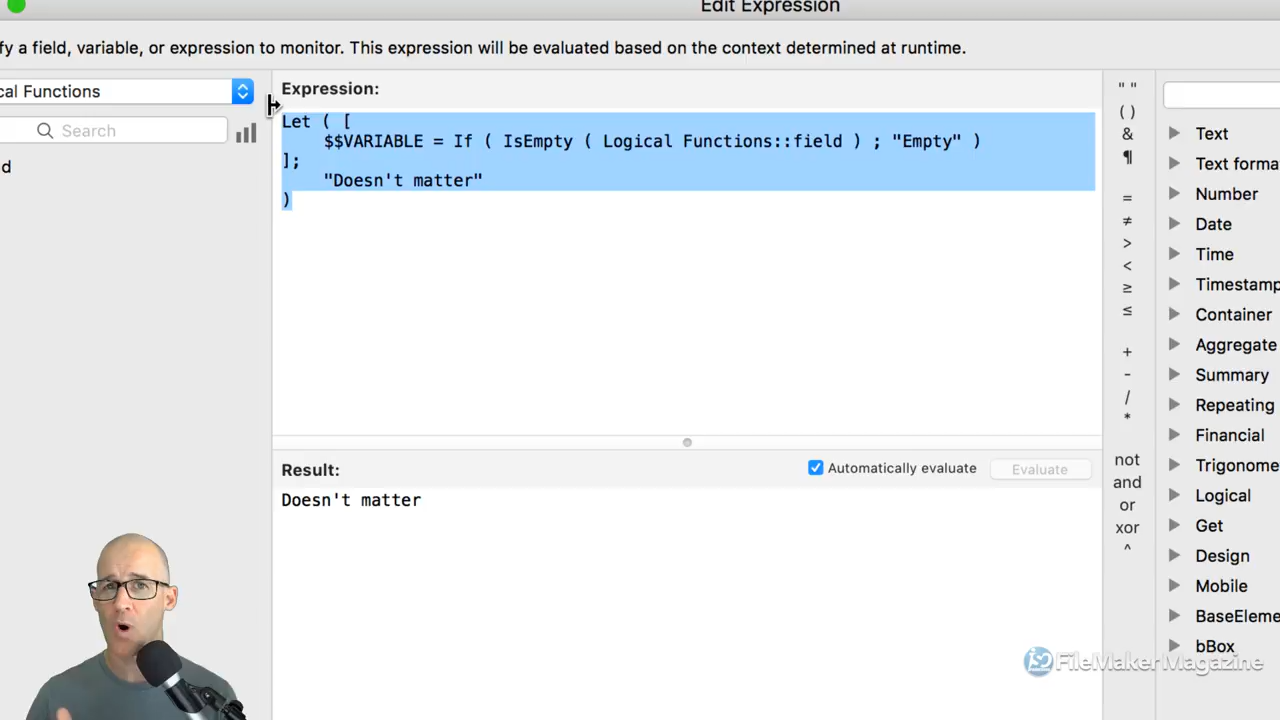 Edit Expression
fy a field, variable, or expression to monitor. This expression will be evaluated based on the context determined at runtime.
cal Functions
Search
d
Expression:
Let ( [
$$VARIABLE = If ( IsEmpty ( Logical Functions::field ) ; "Empty" )
];
"Doesn't matter"
)
Result:
Automatically evaluate
Evaluate
Doesn't matter
" "
( )
&
¶
=
≠
>
<
≥
≤
+
-
/
*
not
and
or
xor
^
Text
Text forma
Number
Date
Time
Timestamp
Container
Aggregate
Summary
Repeating
Financial
Trigonome
Logical
Get
Design
Mobile
BaseEleme
bBox
FileMaker Magazine